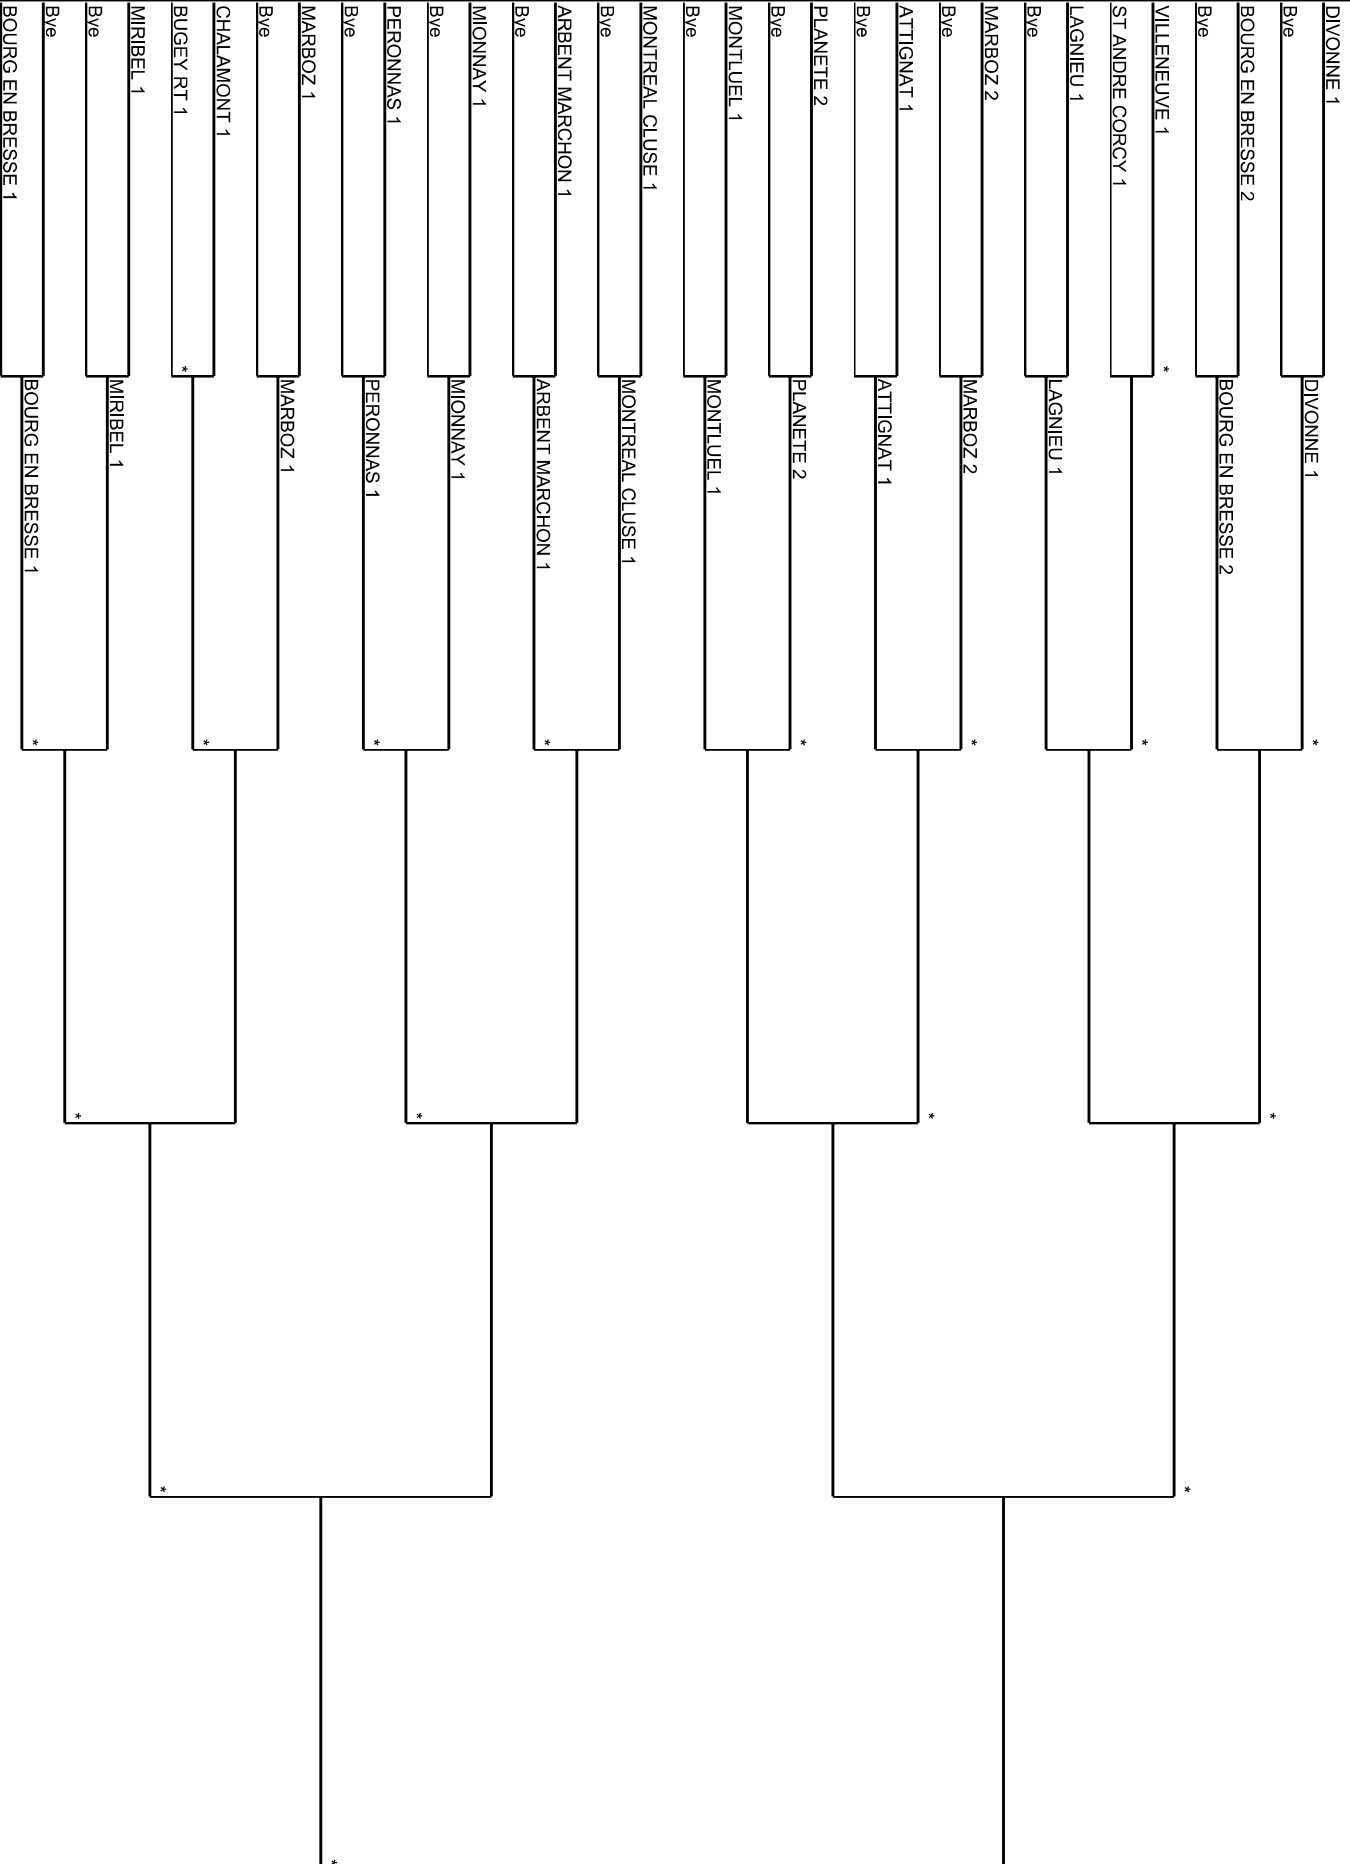 DIVONNE 1
Bye
BOURG EN BRESSE 2
Bye
VILLENEUVE 1
*
ST ANDRE CORCY 1
LAGNIEU 1
Bye
MARBOZ 2
Bye
ATTIGNAT 1
Bye
PLANETE 2
Bye
MONTLUEL 1
Bye
MONTREAL CLUSE 1
Bye
ARBENT MARCHON 1
Bye
MIONNAY 1
Bye
PERONNAS 1
Bye
MARBOZ 1
Bye
CHALAMONT 1
BUGEY RT 1
*
MIRIBEL 1
Bye
Bye
BOURG EN BRESSE 1
*
DIVONNE 1
BOURG EN BRESSE 2
*
LAGNIEU 1
*
MARBOZ 2
ATTIGNAT 1
*
PLANETE 2
MONTLUEL 1
MONTREAL CLUSE 1
ARBENT MARCHON 1
*
MIONNAY 1
PERONNAS 1
*
MARBOZ 1
*
MIRIBEL 1
BOURG EN BRESSE 1
*
*
*
*
*
*
*
*